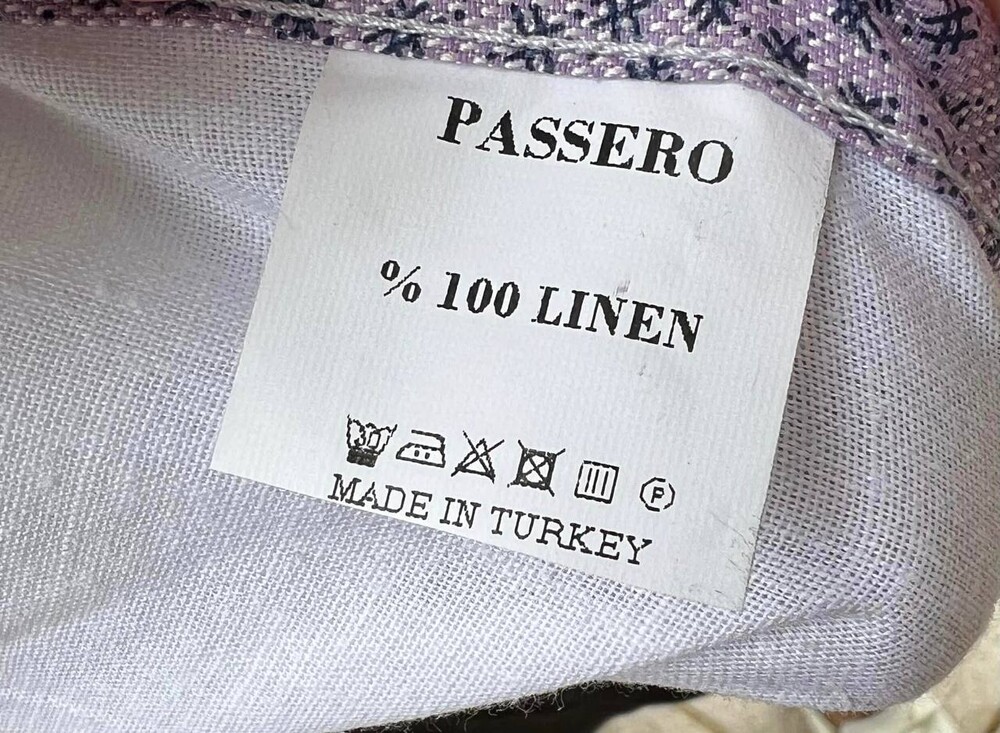 PASSERO
% 100 LINEN
30 P
MADE IN TURKEY